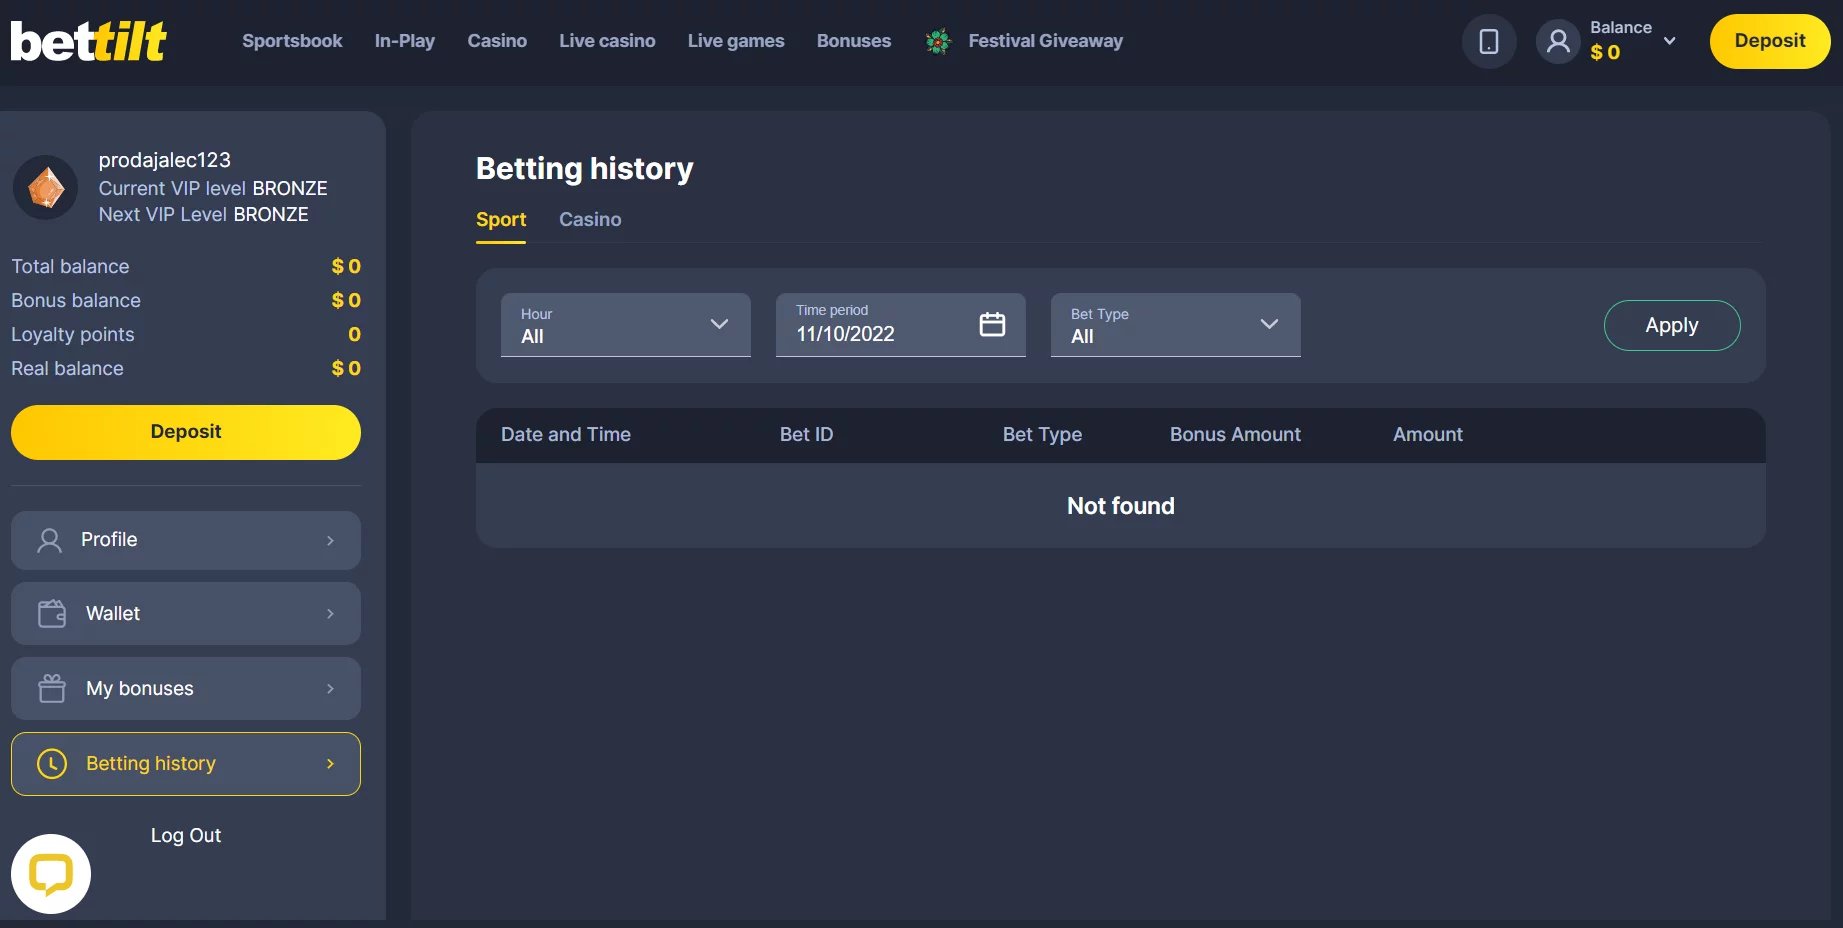 bettilt
Sportsbook In-Play Casino Live casino Live games Bonuses Festival Giveaway
Balance
$ 0
Deposit
prodajalec123
Current VIP level BRONZE
Next VIP Level BRONZE
Total balance $ 0
Bonus balance $ 0
Loyalty points 0
Real balance $ 0
Deposit
Profile
Wallet
My bonuses
Betting history
Log Out
Betting history
Sport Casino
Hour
All
Time period
11/10/2022
Bet Type
All
Apply
Date and Time Bet ID Bet Type Bonus Amount Amount
Not found